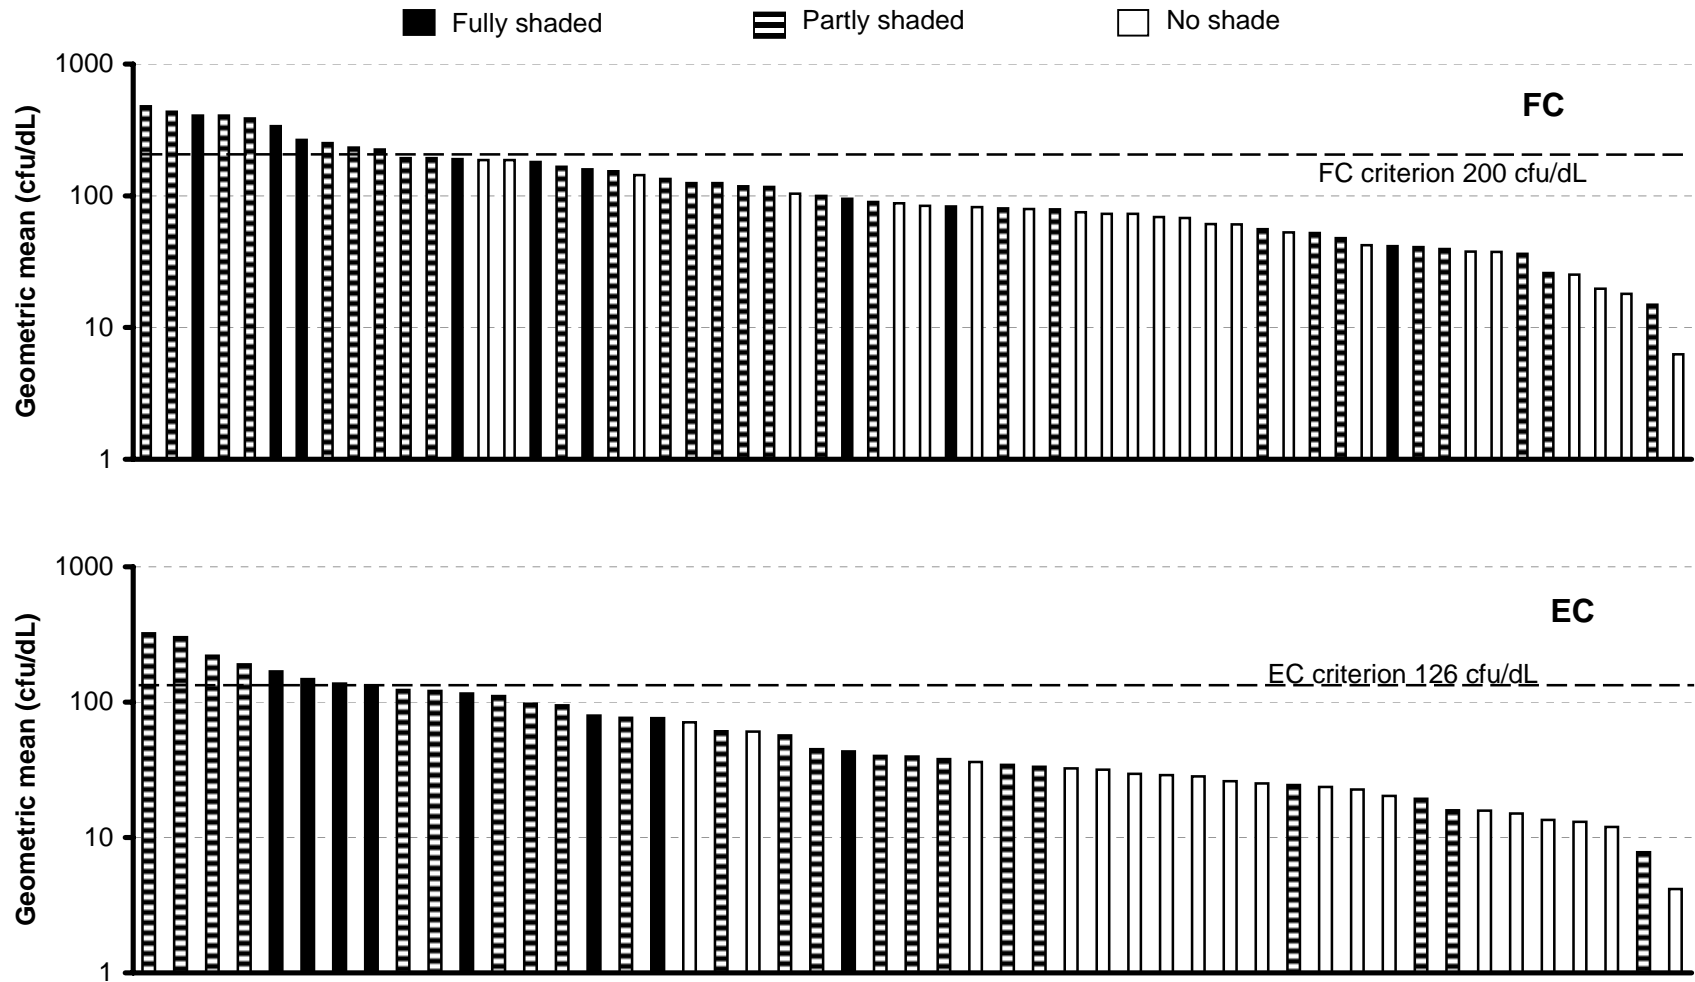 Fully shaded Partly shaded No shade
Geometric mean (cfu/dL)
1000
FC
FC criterion 200 cfu/dL
100
10
1
Geometric mean (cfu/dL)
1000
EC
EC criterion 126 cfu/dL
100
10
1